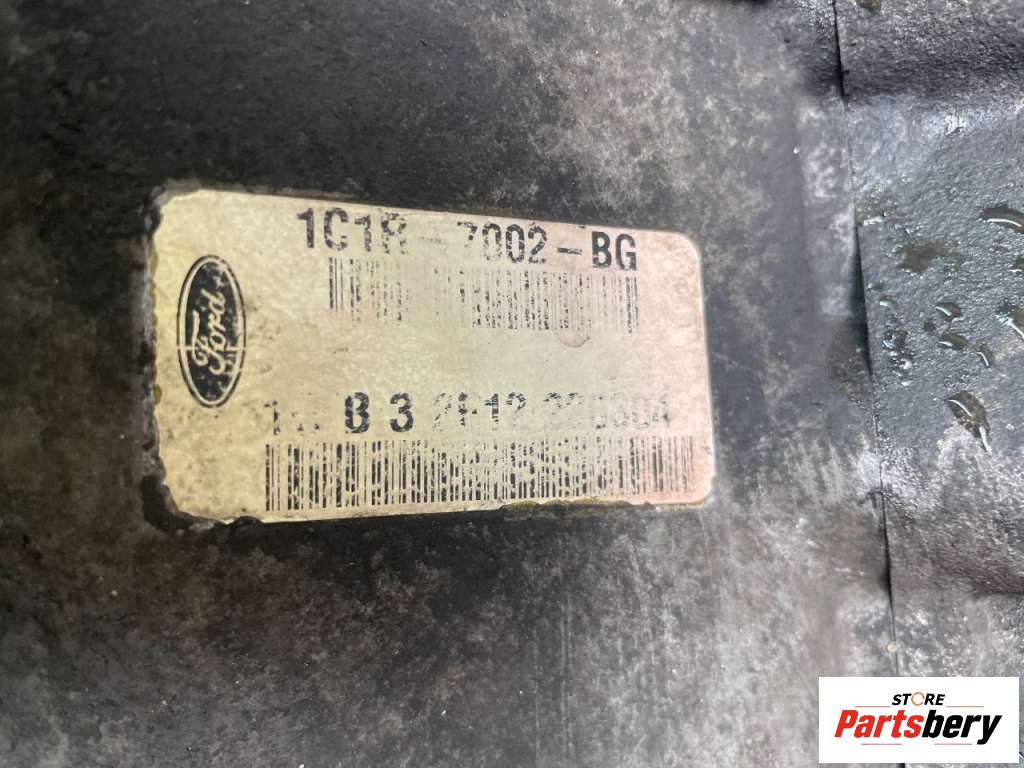 1C1R-7002-BG
Ford
B 3
STORE
Partsbery